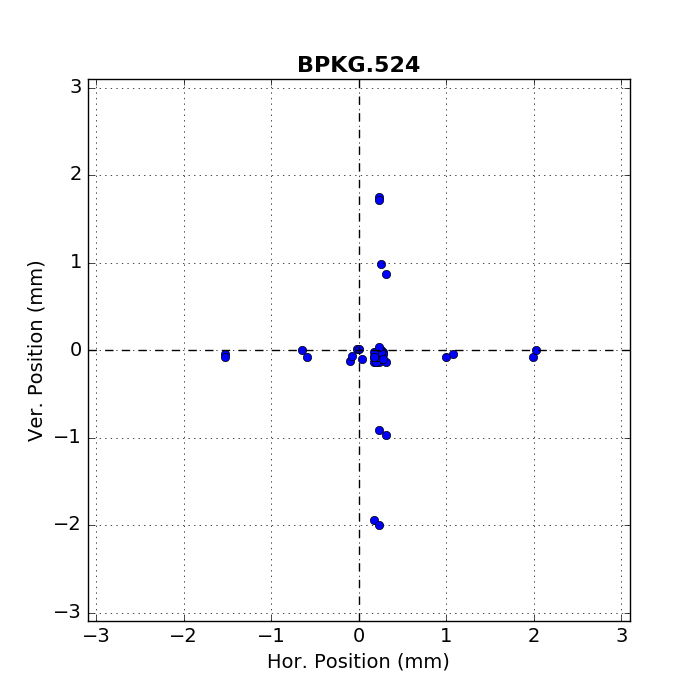 BPKG.524
3
2
1
0
−1
−2
−3
Ver. Position (mm)
−3 −2 −1 0 1 2 3
Hor. Position (mm)